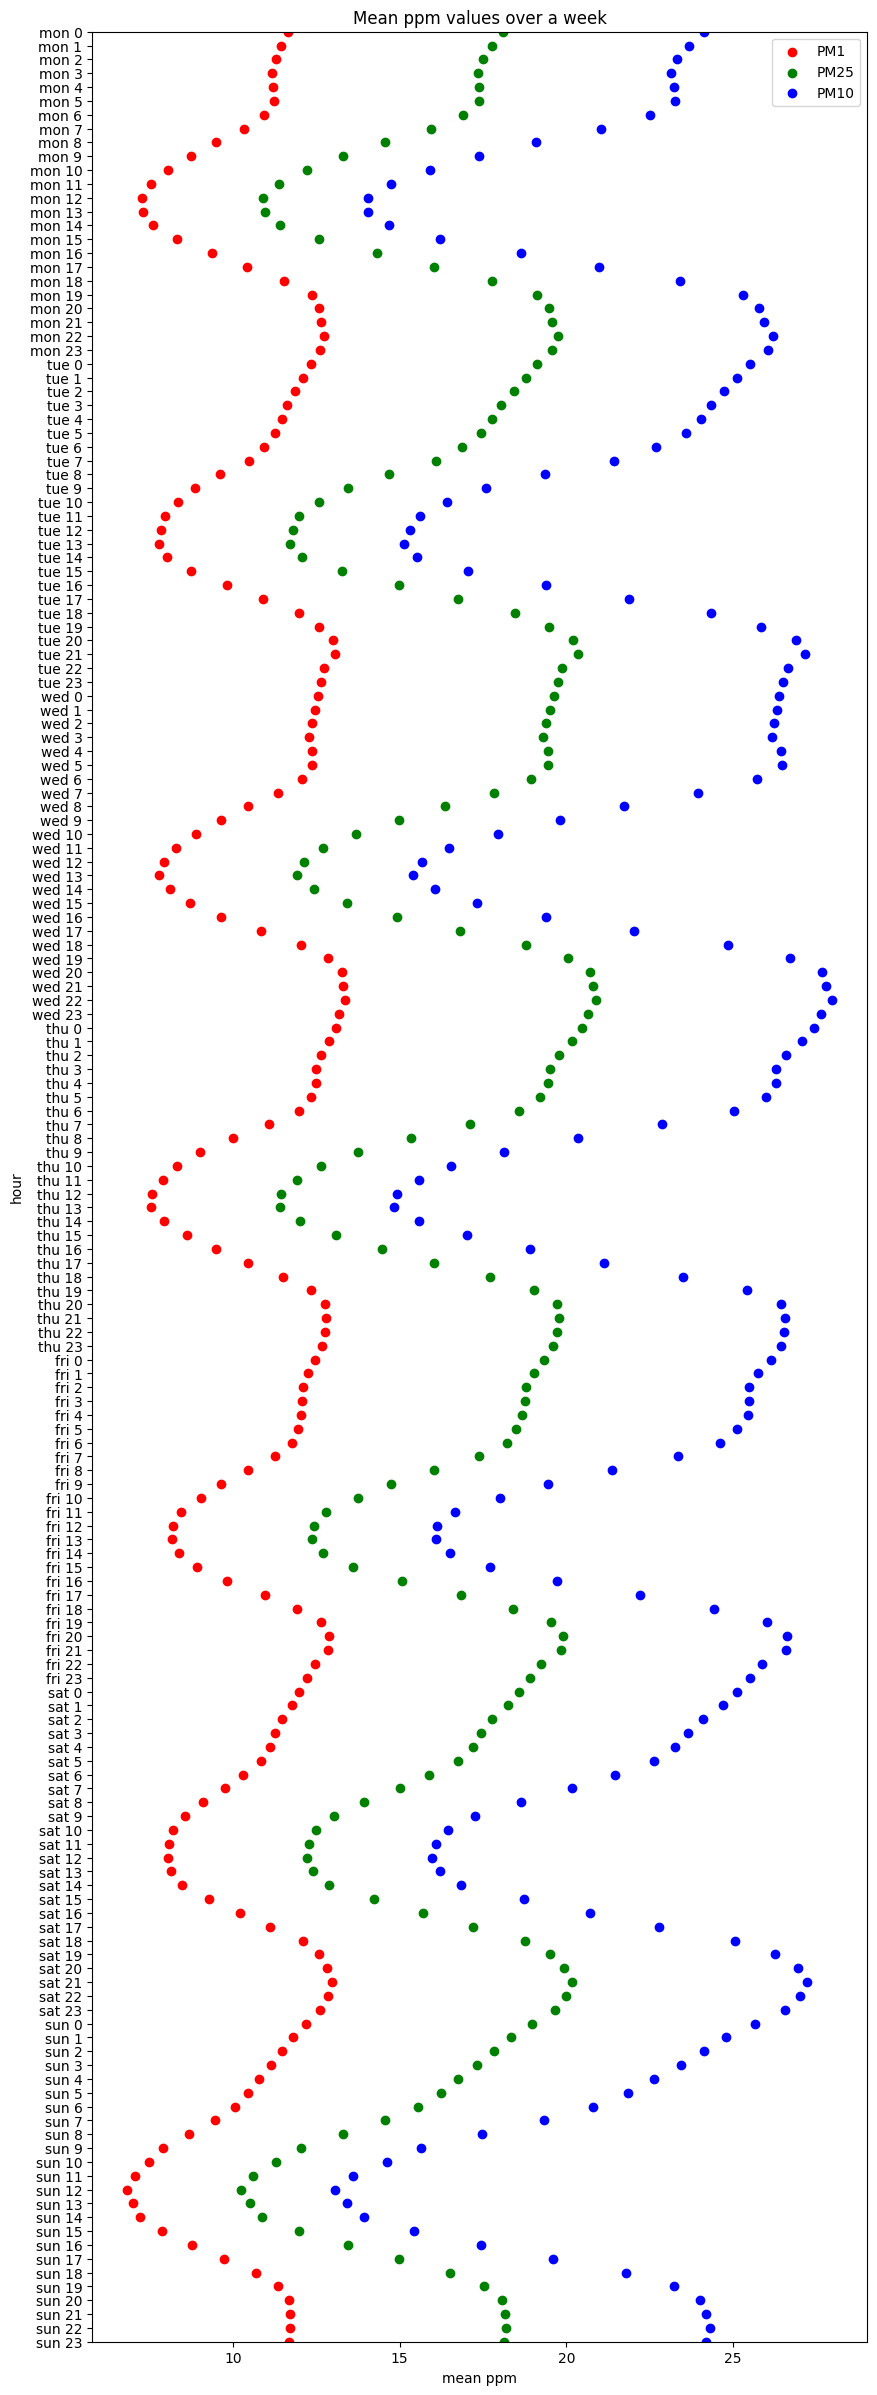 Mean ppm values over a week
PM1
PM25
PM10
mon 0
mon 1
mon 2
mon 3
mon 4
mon 5
mon 6
mon 7
mon 8
mon 9
mon 10
mon 11
mon 12
mon 13
mon 14
mon 15
mon 16
mon 17
mon 18
mon 19
mon 20
mon 21
mon 22
mon 23
tue 0
tue 1
tue 2
tue 3
tue 4
tue 5
tue 6
tue 7
tue 8
tue 9
tue 10
tue 11
tue 12
tue 13
tue 14
tue 15
tue 16
tue 17
tue 18
tue 19
tue 20
tue 21
tue 22
tue 23
wed 0
wed 1
wed 2
wed 3
wed 4
wed 5
wed 6
wed 7
wed 8
wed 9
wed 10
wed 11
wed 12
wed 13
wed 14
wed 15
wed 16
wed 17
wed 18
wed 19
wed 20
wed 21
wed 22
wed 23
thu 0
thu 1
thu 2
thu 3
thu 4
thu 5
thu 6
thu 7
thu 8
thu 9
thu 10
thu 11
thu 12
thu 13
thu 14
thu 15
thu 16
thu 17
thu 18
thu 19
thu 20
thu 21
thu 22
thu 23
fri 0
fri 1
fri 2
fri 3
fri 4
fri 5
fri 6
fri 7
fri 8
fri 9
fri 10
fri 11
fri 12
fri 13
fri 14
fri 15
fri 16
fri 17
fri 18
fri 19
fri 20
fri 21
fri 22
fri 23
sat 0
sat 1
sat 2
sat 3
sat 4
sat 5
sat 6
sat 7
sat 8
sat 9
sat 10
sat 11
sat 12
sat 13
sat 14
sat 15
sat 16
sat 17
sat 18
sat 19
sat 20
sat 21
sat 22
sat 23
sun 0
sun 1
sun 2
sun 3
sun 4
sun 5
sun 6
sun 7
sun 8
sun 9
sun 10
sun 11
sun 12
sun 13
sun 14
sun 15
sun 16
sun 17
sun 18
sun 19
sun 20
sun 21
sun 22
sun 23
hour
10 15 20 25
mean ppm